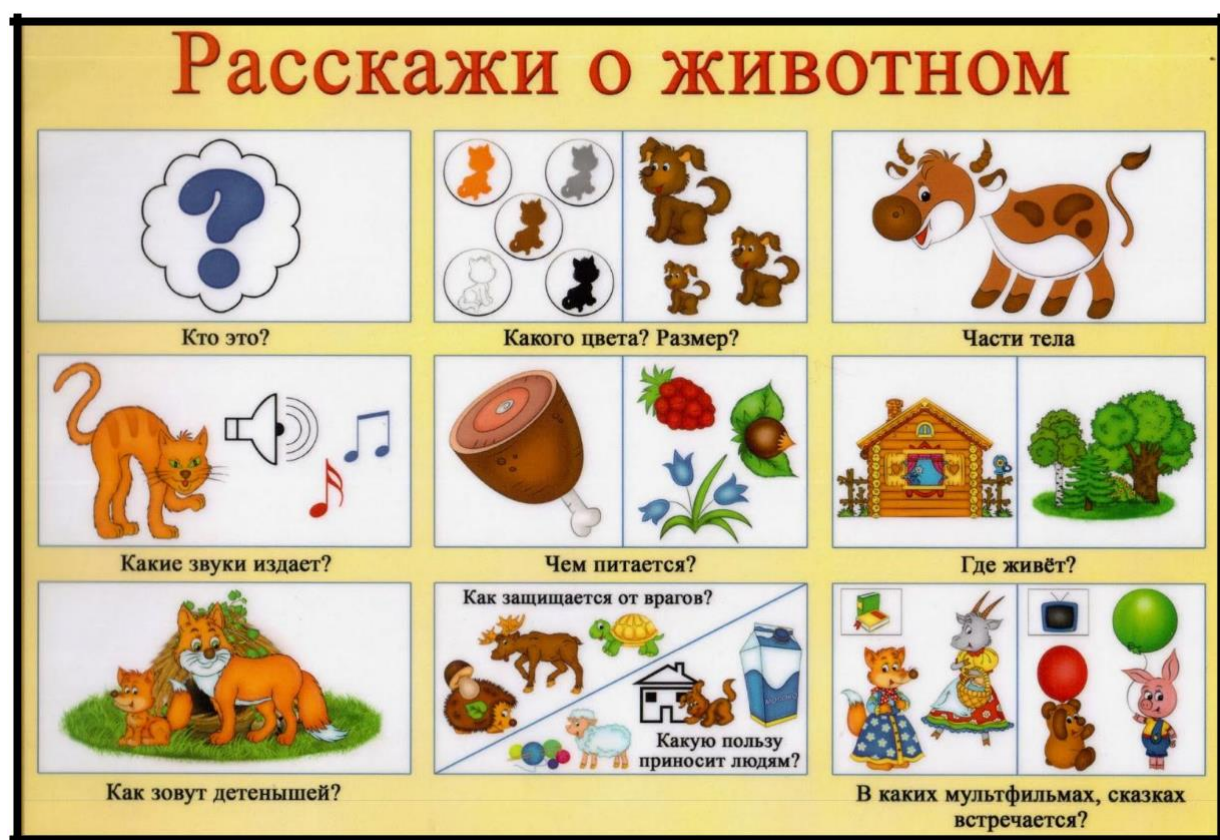 Расскажи о животном
Кто это?
Какого цвета? Размер?
Части тела
Какие звуки издает?
Чем питается?
Где живёт?
Как зовут детенышей?
Как защищается от врагов?
молоко
Какую пользу
приносит людям?
В каких мультфильмах, сказках
встречается?